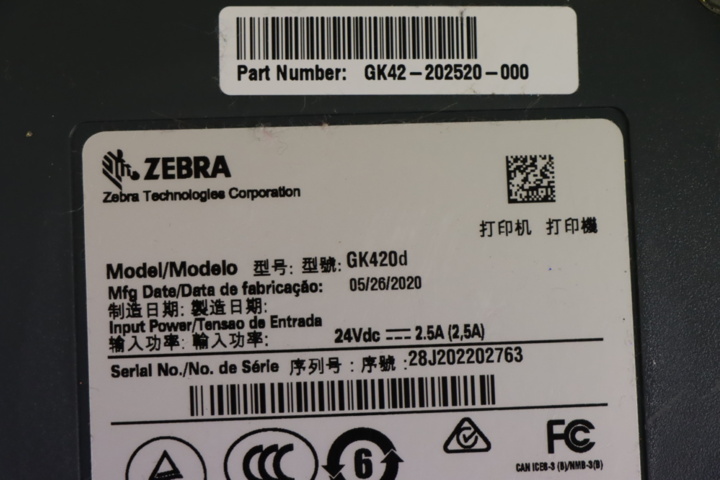 Part Number: GK42-202520-000
ZEBRA
Zebra Technologies Corporation
打印机 打印機
Model/Modelo 型号: 型號: GK420d
Mfg Date/Data de fabricação: 05/26/2020
制造日期: 製造日期:
Input Power/Tensao de Entrada
输入功率: 輸入功率: 24Vdc ⎓ 2.5A (2,5A)
Serial No./No. de Série 序列号: 序號: 28J202202763
CCC
6
FC
CAN ICES-3 (B)/NMB-3(B)